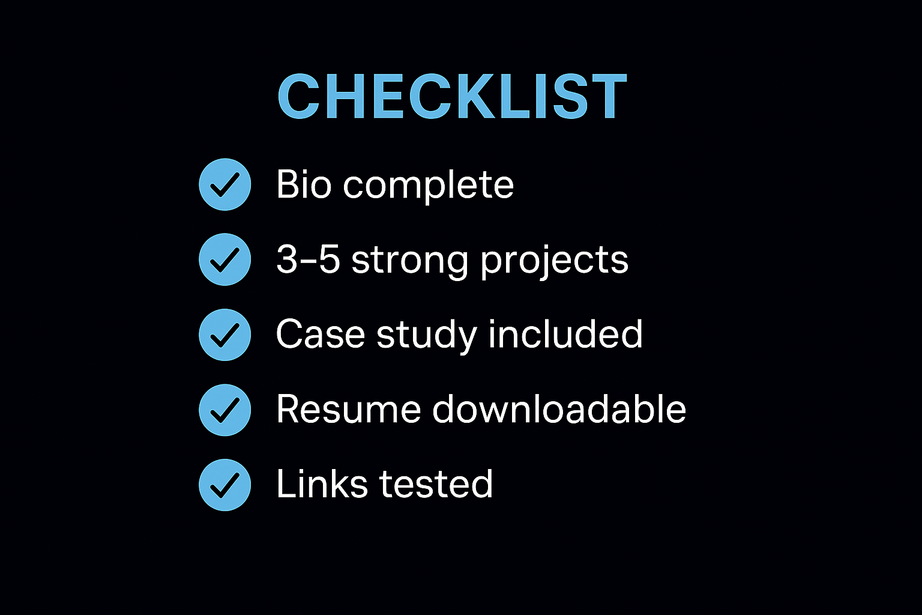 CHECKLIST
Bio complete
3–5 strong projects
Case study included
Resume downloadable
Links tested